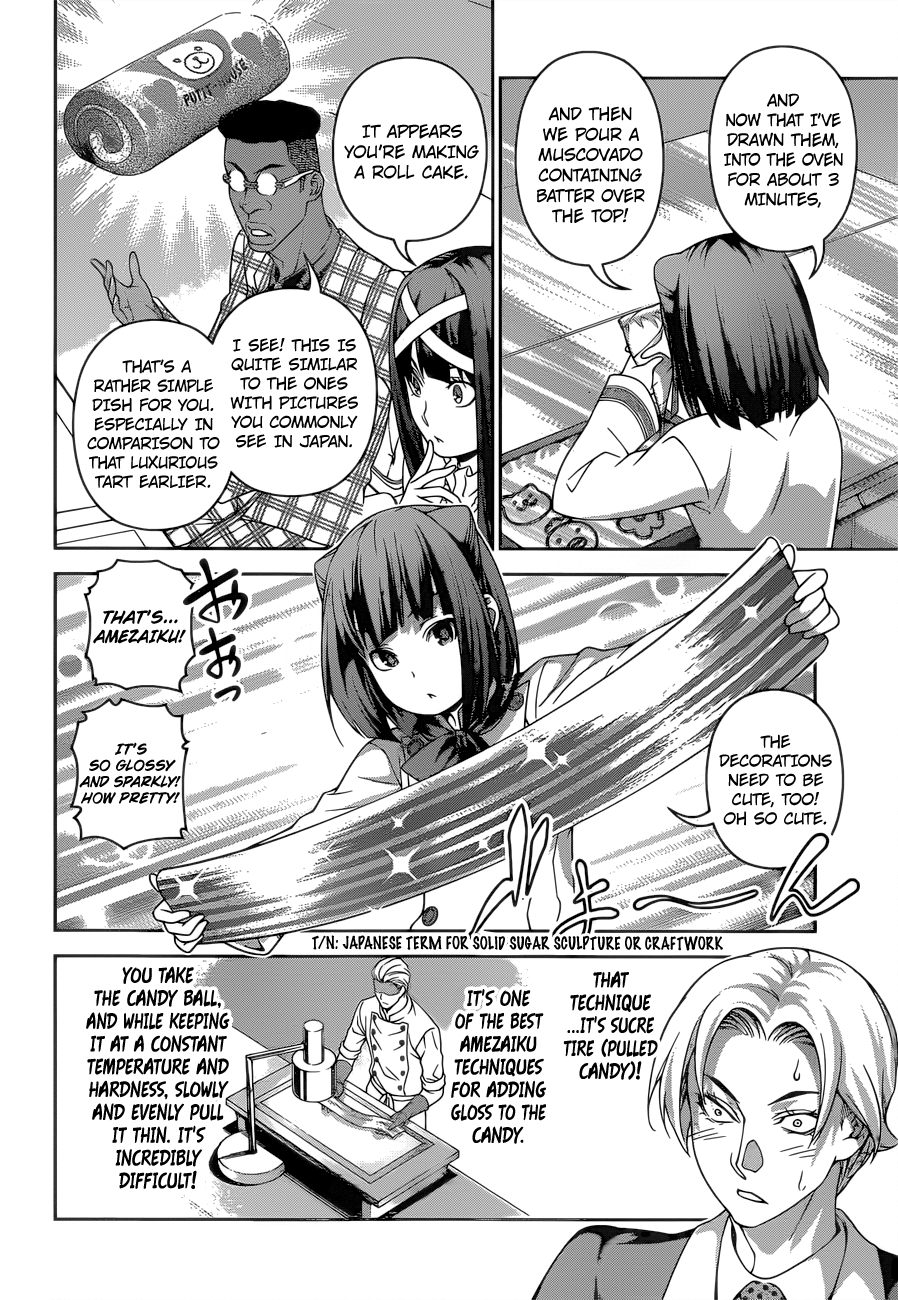 AND
NOW THAT I'VE
DRAWN THEM,
INTO THE OVEN
FOR ABOUT 3
MINUTES,
AND THEN
WE POUR A
MUSCOVADO
CONTAINING
BATTER OVER
THE TOP!
IT APPEARS
YOU'RE MAKING
A ROLL CAKE.
I SEE! THIS IS
QUITE SIMILAR
TO THE ONES
WITH PICTURES
YOU COMMONLY
SEE IN JAPAN.
THAT'S A
RATHER SIMPLE
DISH FOR YOU.
ESPECIALLY IN
COMPARISON TO
THAT LUXURIOUS
TART EARLIER.
THAT'S...
AMEZAIKU!
おおっ
IT'S
SO GLOSSY
AND SPARKLY!
HOW PRETTY!
THE
DECORATIONS
NEED TO BE
CUTE, TOO!
OH SO CUTE.
T/N: JAPANESE TERM FOR SOLID SUGAR SCULPTURE OR CRAFTWORK
THAT
TECHNIQUE
...IT'S SUCRE
TIRE (PULLED
CANDY)!
IT'S ONE
OF THE BEST
AMEZAIKU
TECHNIQUES
FOR ADDING
GLOSS TO THE
CANDY.
YOU TAKE
THE CANDY BALL,
AND WHILE KEEPING
IT AT A CONSTANT
TEMPERATURE AND
HARDNESS, SLOWLY
AND EVENLY PULL
IT THIN. IT'S
INCREDIBLY
DIFFICULT!